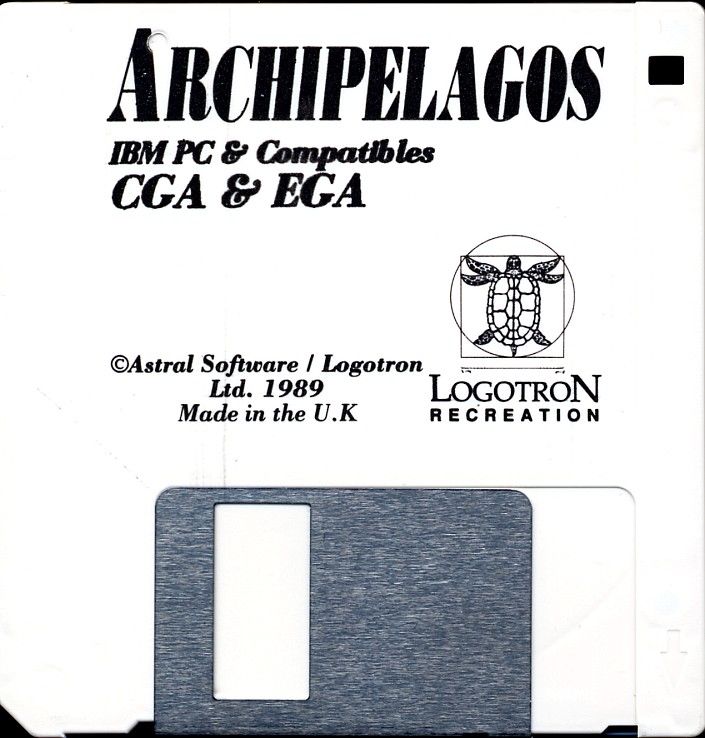 ARCHIPELAGOS
IBM PC & Compatibles
CGA & EGA
©Astral Software / Logotron
Ltd. 1989
Made in the U.K
LOGOTRON
RECREATION